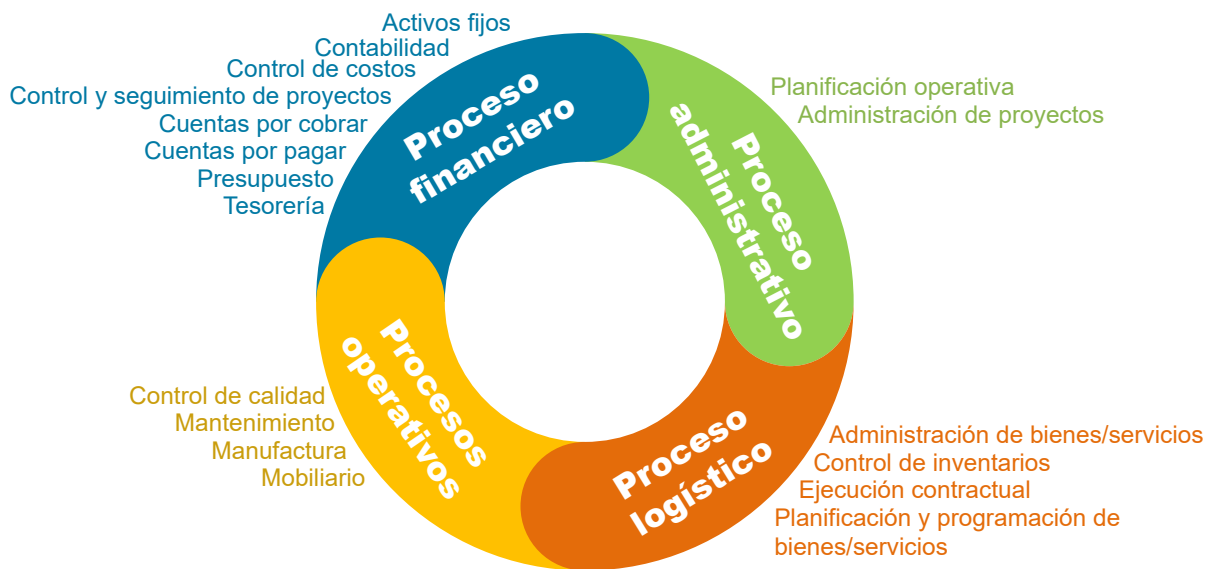 Activos fijos
Contabilidad
Control de costos
Control y seguimiento de proyectos
Cuentas por cobrar
Cuentas por pagar
Presupuesto
Tesorería
Proceso
financiero
Planificación operativa
Administración de proyectos
Proceso
administrativo
Control de calidad
Mantenimiento
Manufactura
Mobiliario
Procesos
operativos
Proceso
logístico
Administración de bienes/servicios
Control de inventarios
Ejecución contractual
Planificación y programación de
bienes/servicios